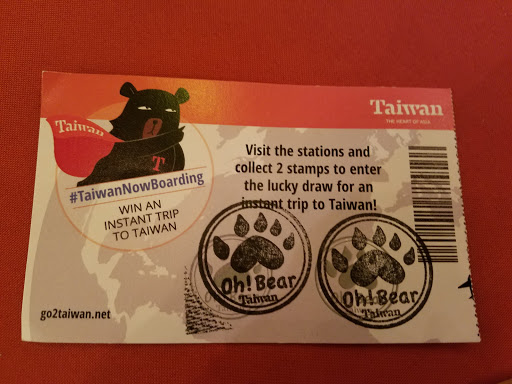 Taiwan
THE HEART OF ASIA
Taiwan
T
#TaiwanNowBoarding
WIN AN
INSTANT TRIP
TO TAIWAN
Visit the stations and
collect 2 stamps to enter
the lucky draw for an
instant trip to Taiwan!
Oh! Bear
Taiwan
Oh! Bear
Taiwan
go2taiwan.net